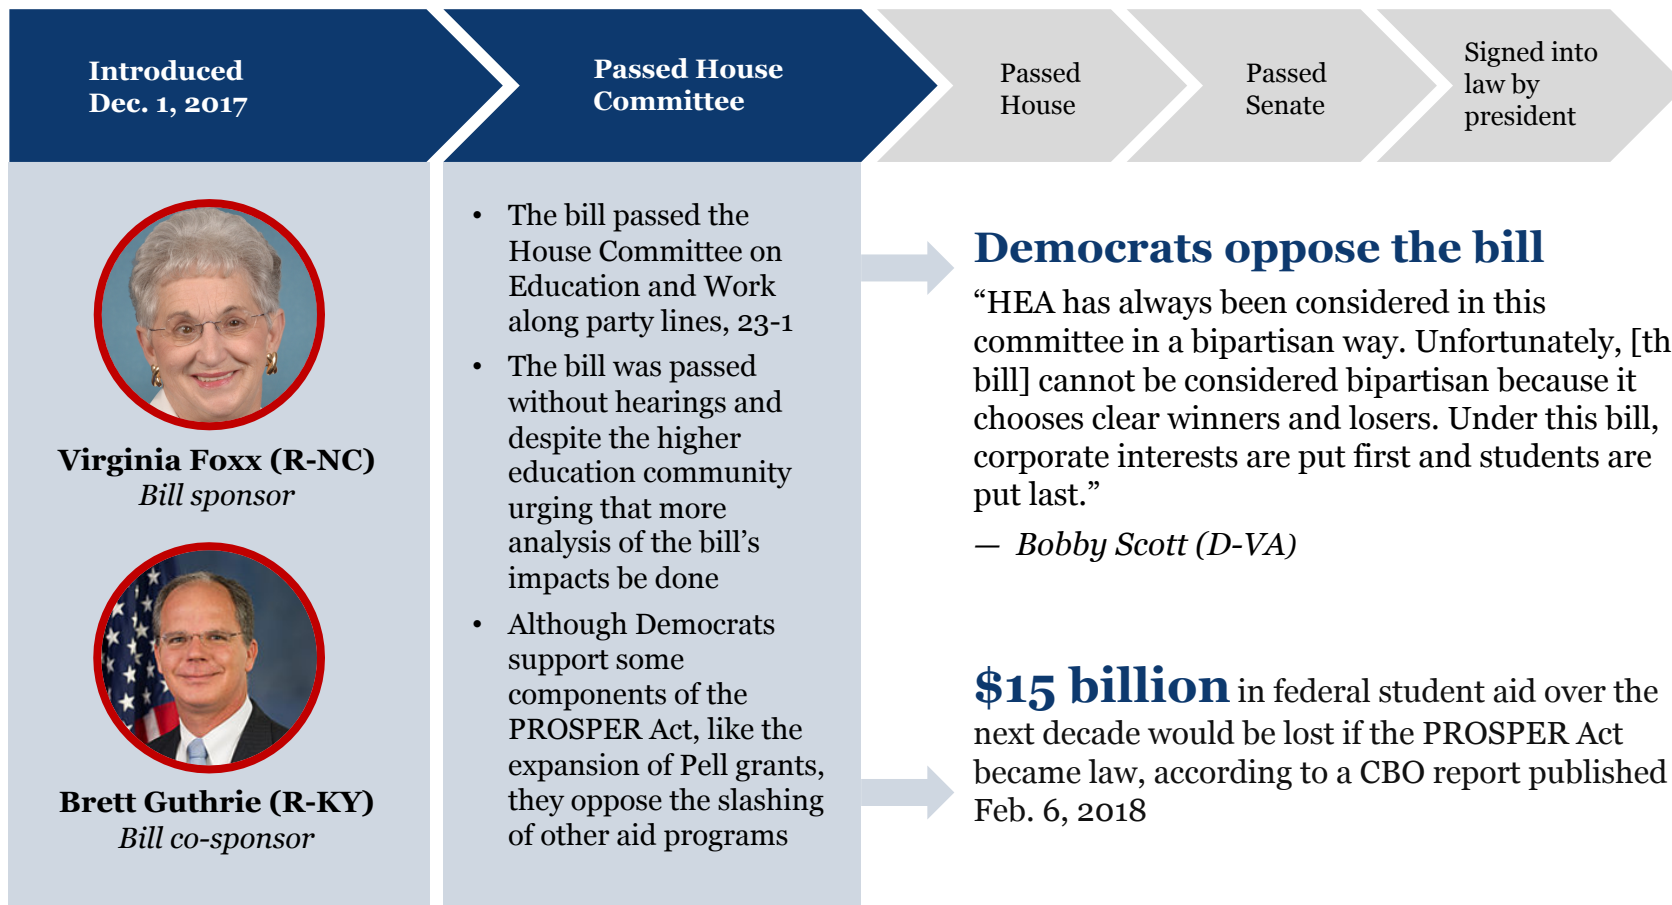 Introduced
Dec. 1, 2017
Passed House
Committee
Passed
House
Passed
Senate
Signed into
law by
president
Virginia Foxx (R-NC)
Bill sponsor
Brett Guthrie (R-KY)
Bill co-sponsor
• The bill passed the
House Committee on
Education and Work
along party lines, 23-1
• The bill was passed
without hearings and
despite the higher
education community
urging that more
analysis of the bill’s
impacts be done
• Although Democrats
support some
components of the
PROSPER Act, like the
expansion of Pell grants,
they oppose the slashing
of other aid programs
Democrats oppose the bill
“HEA has always been considered in this
committee in a bipartisan way. Unfortunately, [th
bill] cannot be considered bipartisan because it
chooses clear winners and losers. Under this bill,
corporate interests are put first and students are
put last.”
— Bobby Scott (D-VA)
$15 billion in federal student aid over the
next decade would be lost if the PROSPER Act
became law, according to a CBO report published
Feb. 6, 2018